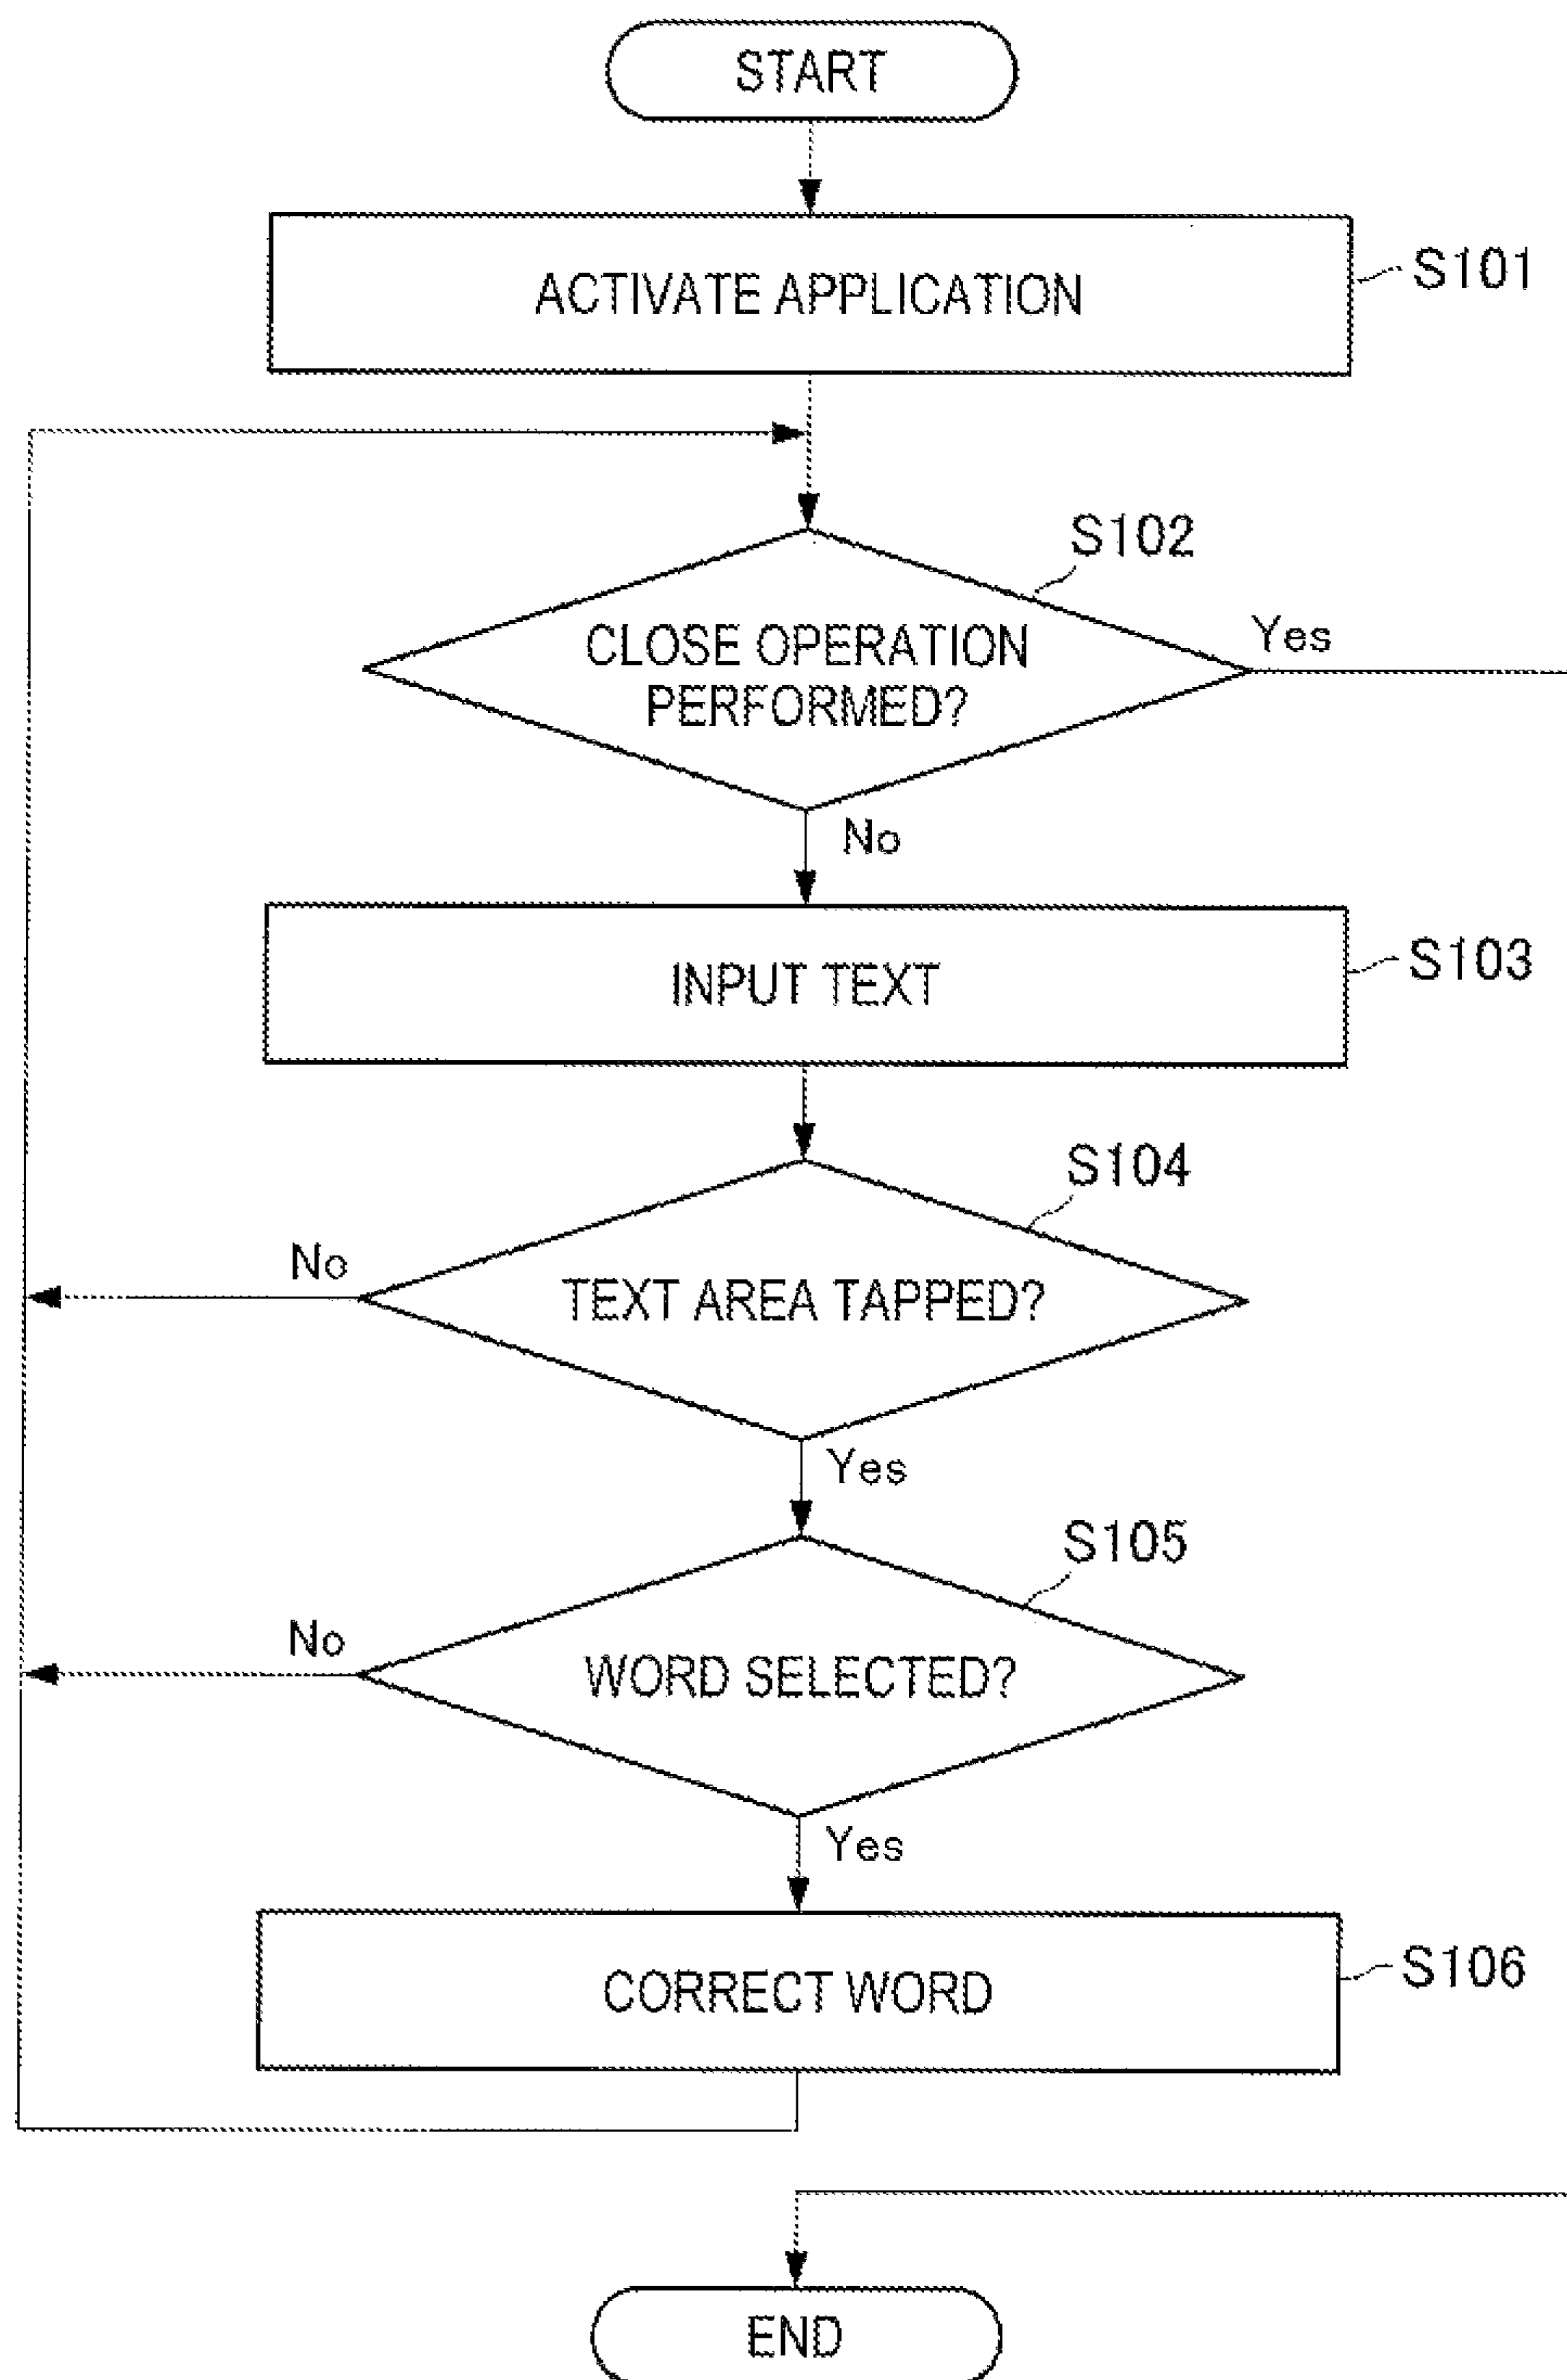 START
ACTIVATE APPLICATION
S101
S102
CLOSE OPERATION
PERFORMED?
Yes
No
INPUT TEXT
S103
S104
No
TEXT AREA TAPPED?
Yes
S105
No
WORD SELECTED?
Yes
CORRECT WORD
S106
END